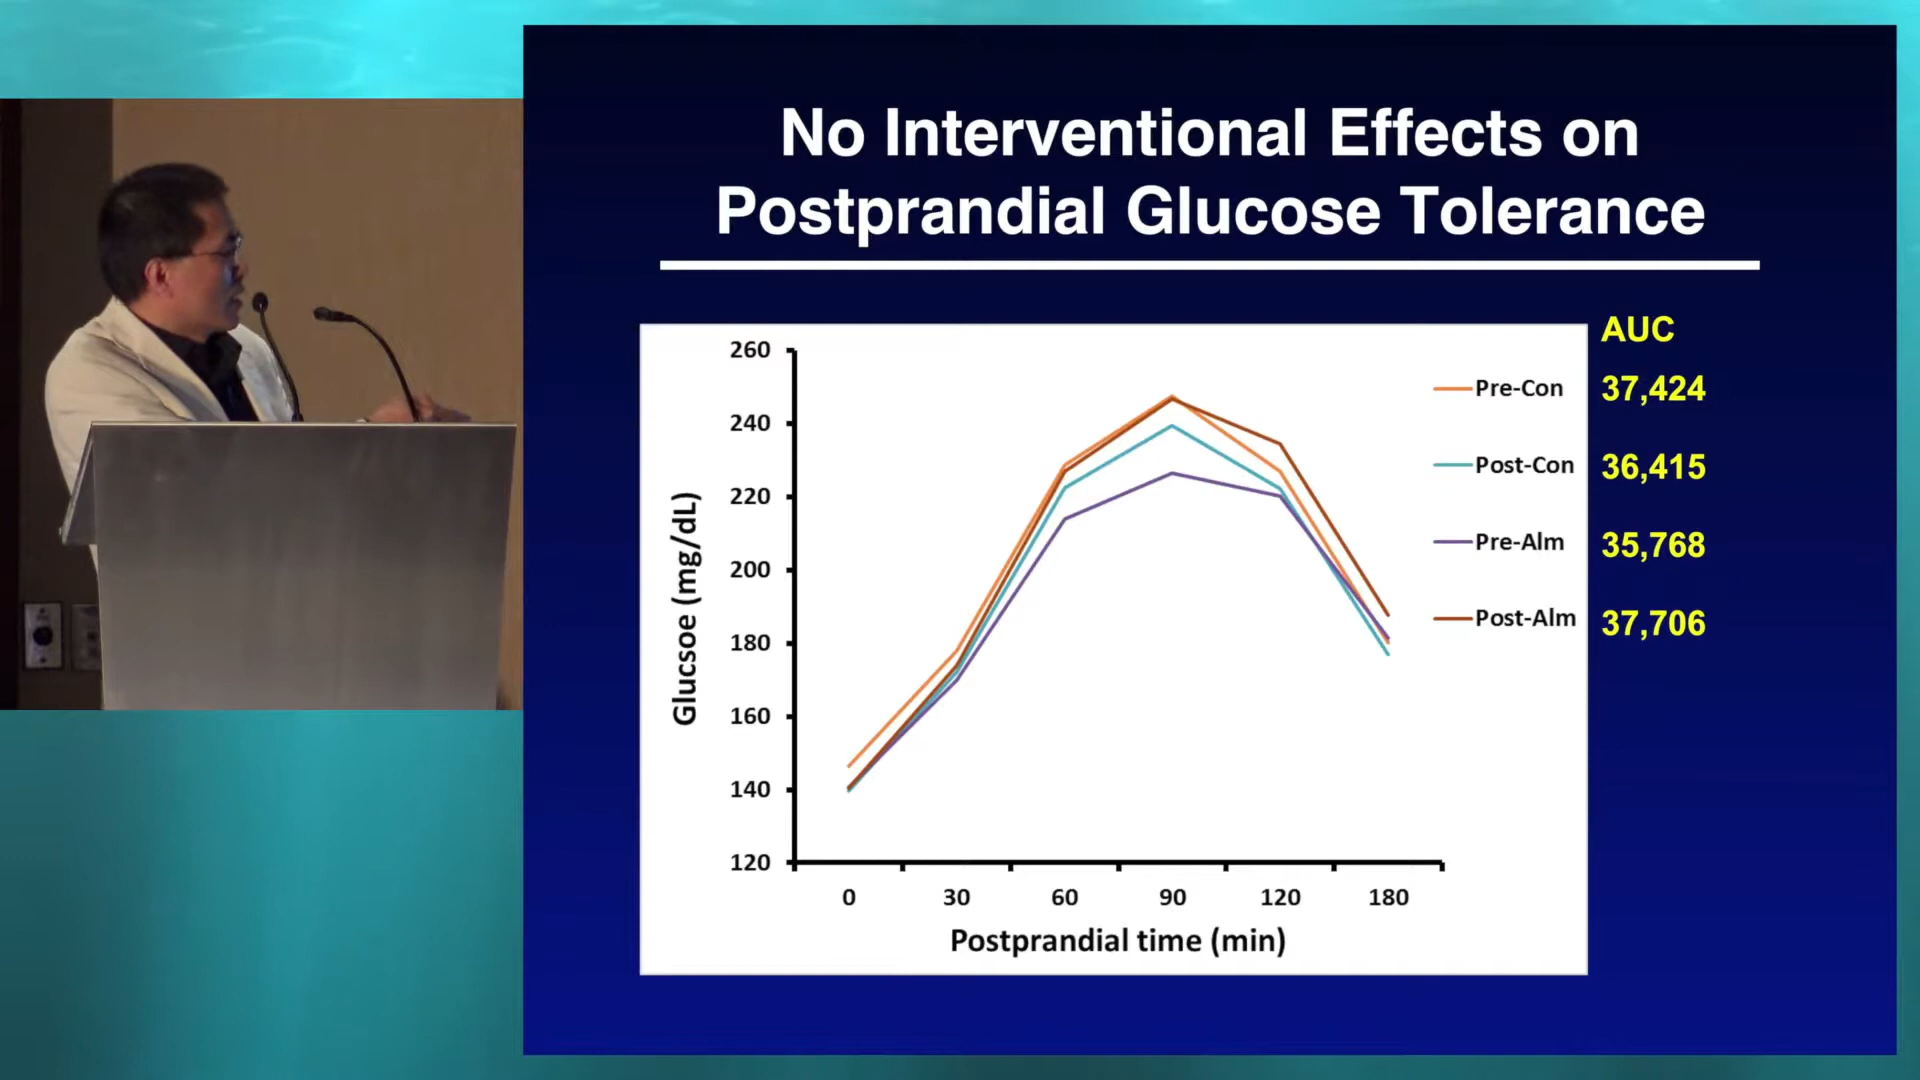 No Interventional Effects on
Postprandial Glucose Tolerance
AUC
Pre-Con 37,424
Post-Con 36,415
Pre-Alm 35,768
Post-Alm 37,706
260
240
220
200
180
160
140
120
Glucsoe (mg/dL)
0 30 60 90 120 180
Postprandial time (min)